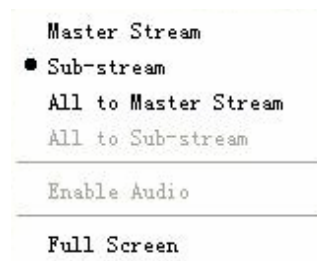 Master Stream
Sub-stream
All to Master Stream
All to Sub-stream
Enable Audio
Full Screen